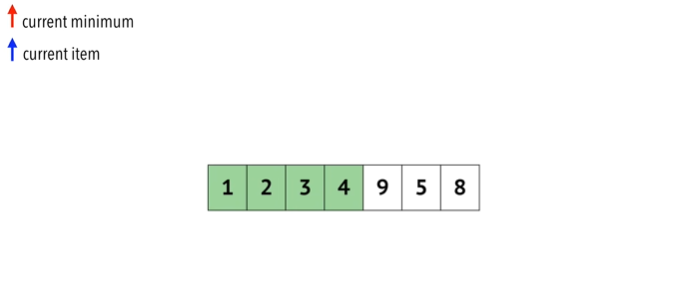 current minimum
current item
1 2 3 4 9 5 8